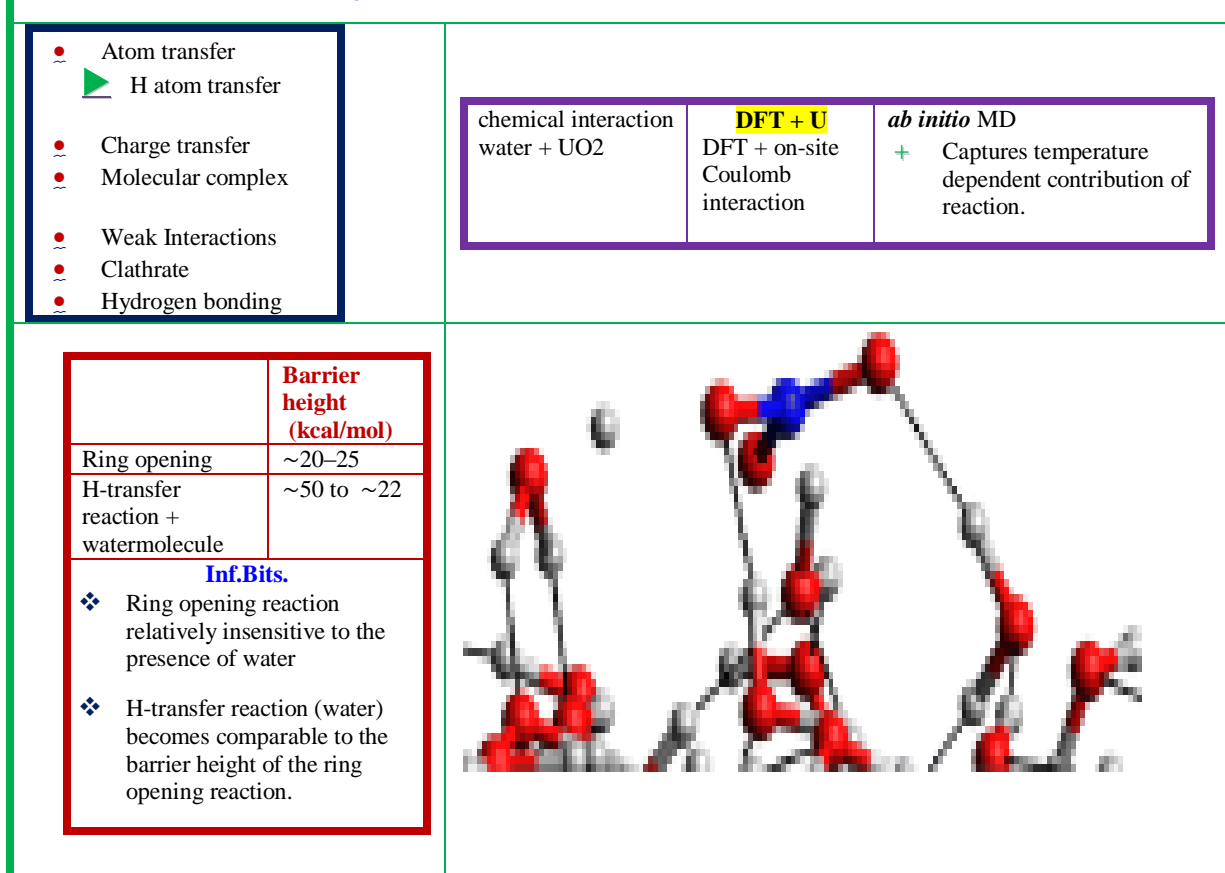 Atom transfer
H atom transfer
Charge transfer
Molecular complex
Weak Interactions
Clathrate
Hydrogen bonding
chemical interaction
water + UO2
DFT + U
DFT + on-site
Coulomb
interaction
ab initio MD
+ Captures temperature
dependent contribution of
reaction.
Barrier
height
(kcal/mol)
Ring opening
~20–25
H-transfer
reaction +
watermolecule
~50 to ~22
Inf.Bits.
Ring opening reaction
relatively insensitive to the
presence of water
H-transfer reaction (water)
becomes comparable to the
barrier height of the ring
opening reaction.